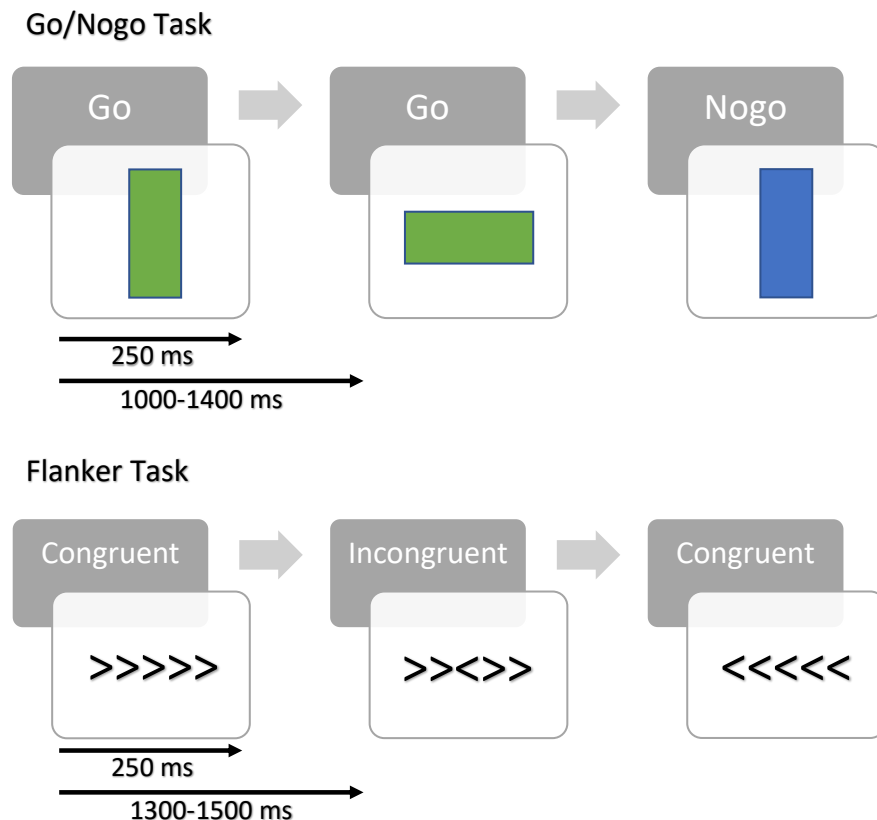 Go/Nogo Task
Go
Go
Nogo
250 ms
1000-1400 ms
Flanker Task
Congruent
Incongruent
Congruent
>>>>>
>><>>
<<<<<
250 ms
1300-1500 ms